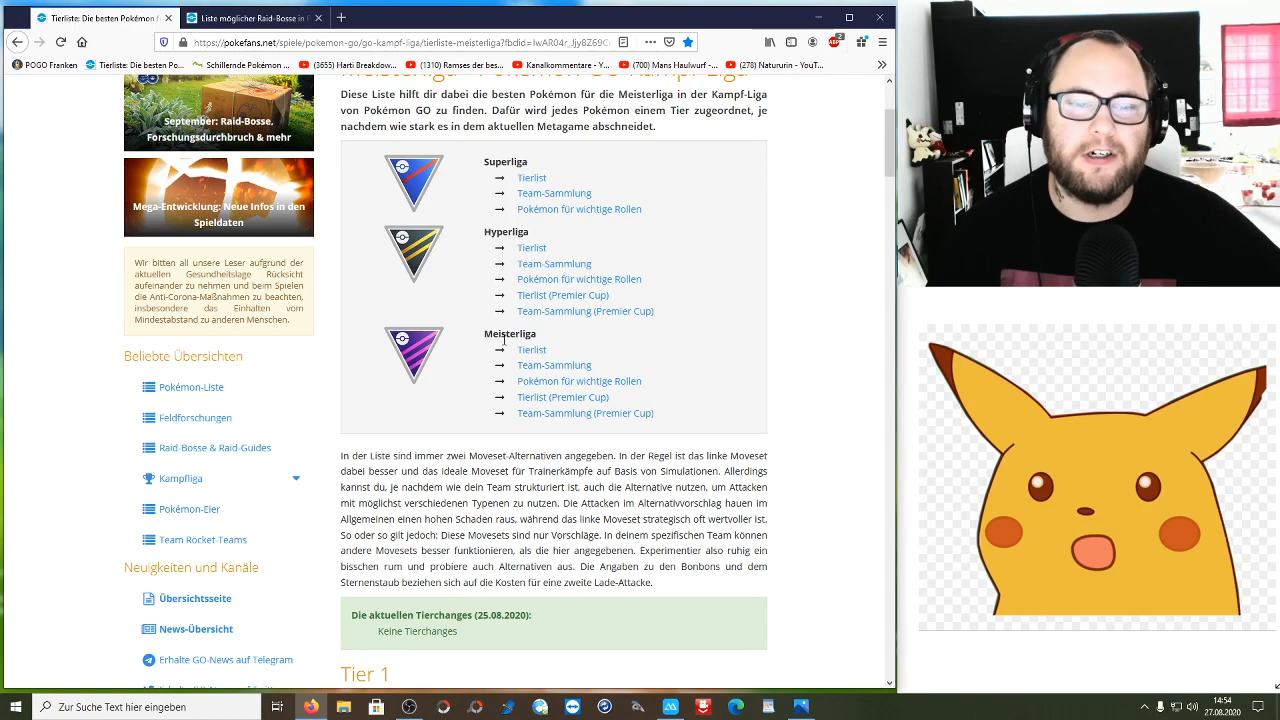 Tierliste: Die besten Pokémon fü
Liste möglicher Raid-Bosse in P
https://pokefans.net/spiele/pokemon-go/go-kampf-liga/tierliste-meisterliga?fbclid=IwAR04r_Jjy8Z69C
ABP
2
POGO Franken
Tierliste: Die besten Po...
Schillernde Pokémon ...
(3655) Harti Breakdow...
(1310) Ramses der bes...
Kanalkommentare - Y...
(700) Mans Haulwurf -...
(278) Natururin - YouT...
Meisterliga - Pokémon GO Kampf-Liga
Diese Liste hilft dir dabei die besten Pokémon für die Meisterliga in der Kampf-Liga
von Pokémon GO zu finden. Dafür wird jedes Pokémon einem Tier zugeordnet, je
nachdem wie stark es in dem aktuellen Metagame abschneidet.
Superliga
→ Tierlist
→ Team-Sammlung
→ Pokémon für wichtige Rollen
Hyperliga
→ Tierlist
→ Team-Sammlung
→ Pokémon für wichtige Rollen
→ Tierlist (Premier Cup)
→ Team-Sammlung (Premier Cup)
Meisterliga
→ Tierlist
→ Team-Sammlung
→ Pokémon für wichtige Rollen
→ Tierlist (Premier Cup)
→ Team-Sammlung (Premier Cup)
In der Liste sind immer zwei Moveset-Alternativen angegeben. In der Regel ist das linke Moveset
dabei besser und das ideale Moveset für Trainerkämpfe auf Basis von Simulationen. Allerdings
kannst du, je nachdem wie dein Team strukturiert ist, auch die Alternative nutzen, um Attacken
mit möglichst verschiedenen Typenen zu nutzen. Die Attacken im Alternativvorschlag hauen im
Allgemeinen einen hohen Schaden raus, während das linke Moveset strategisch oft wertvoller ist.
So oder so gilt jedoch: Diese Movesets sind nur Vorschläge. In deinem spezifischen Team können
andere Movesets besser funktionieren, als die hier angegebenen. Experimentier also ruhig ein
bisschen rum und probiere auch Alternativen aus. Die Angaben zu den Bonbons und dem
Sternenstaub beziehen sich auf die Kosten für eine zweite Lade-Attacke.
Die aktuellen Tierchanges (25.08.2020):
Keine Tierchanges
Tier 1
GO
September: Raid-Bosse,
Forschungsdurchbruch & mehr
Mega-Entwicklung: Neue Infos in den
Spieldaten
Wir bitten all unsere Leser aufgrund der
aktuellen Gesundheitslage Rücksicht
aufeinander zu nehmen und beim Spielen
die Anti-Corona-Maßnahmen zu beachten,
insbesondere das Einhalten vom
Mindestabstand zu anderen Menschen.
Beliebte Übersichten
Pokémon-Liste
Feldforschungen
Raid-Bosse & Raid-Guides
Kampfliga
Pokémon-Eier
Team Rocket-Teams
Neuigkeiten und Kanäle
Übersichtsseite
News-Übersicht
Erhalte GO-News auf Telegram
Zur Suche Text hier eingeben
14:54
27.08.2020